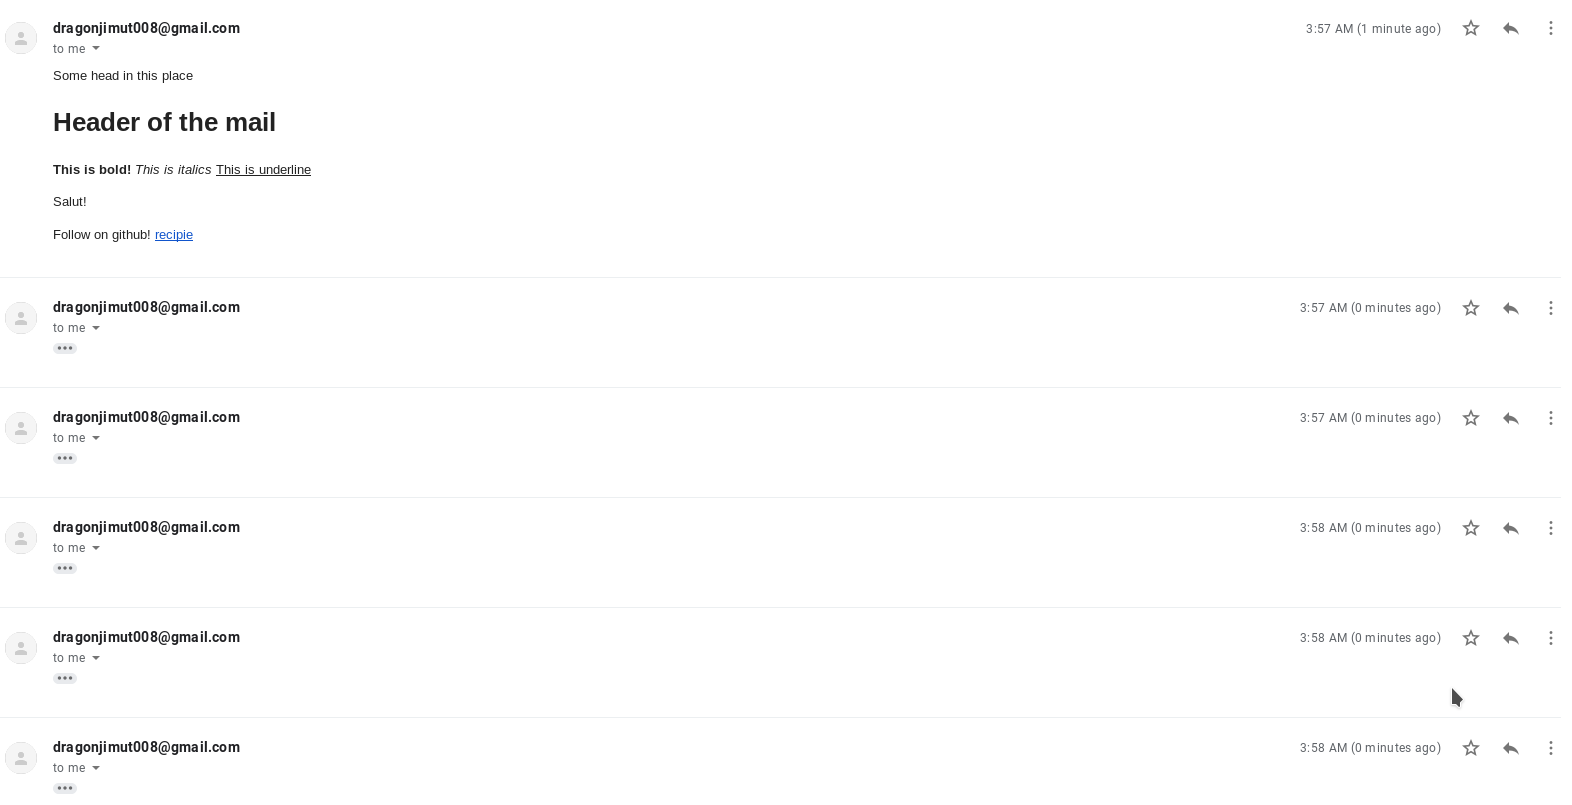 dragonjimut008@gmail.com 3:57 AM (1 minute ago)
to me
Some head in this place
Header of the mail
This is bold! This is italics This is underline
Salut!
Follow on github! recipie
dragonjimut008@gmail.com 3:57 AM (0 minutes ago)
to me
dragonjimut008@gmail.com 3:57 AM (0 minutes ago)
to me
dragonjimut008@gmail.com 3:58 AM (0 minutes ago)
to me
dragonjimut008@gmail.com 3:58 AM (0 minutes ago)
to me
dragonjimut008@gmail.com 3:58 AM (0 minutes ago)
to me